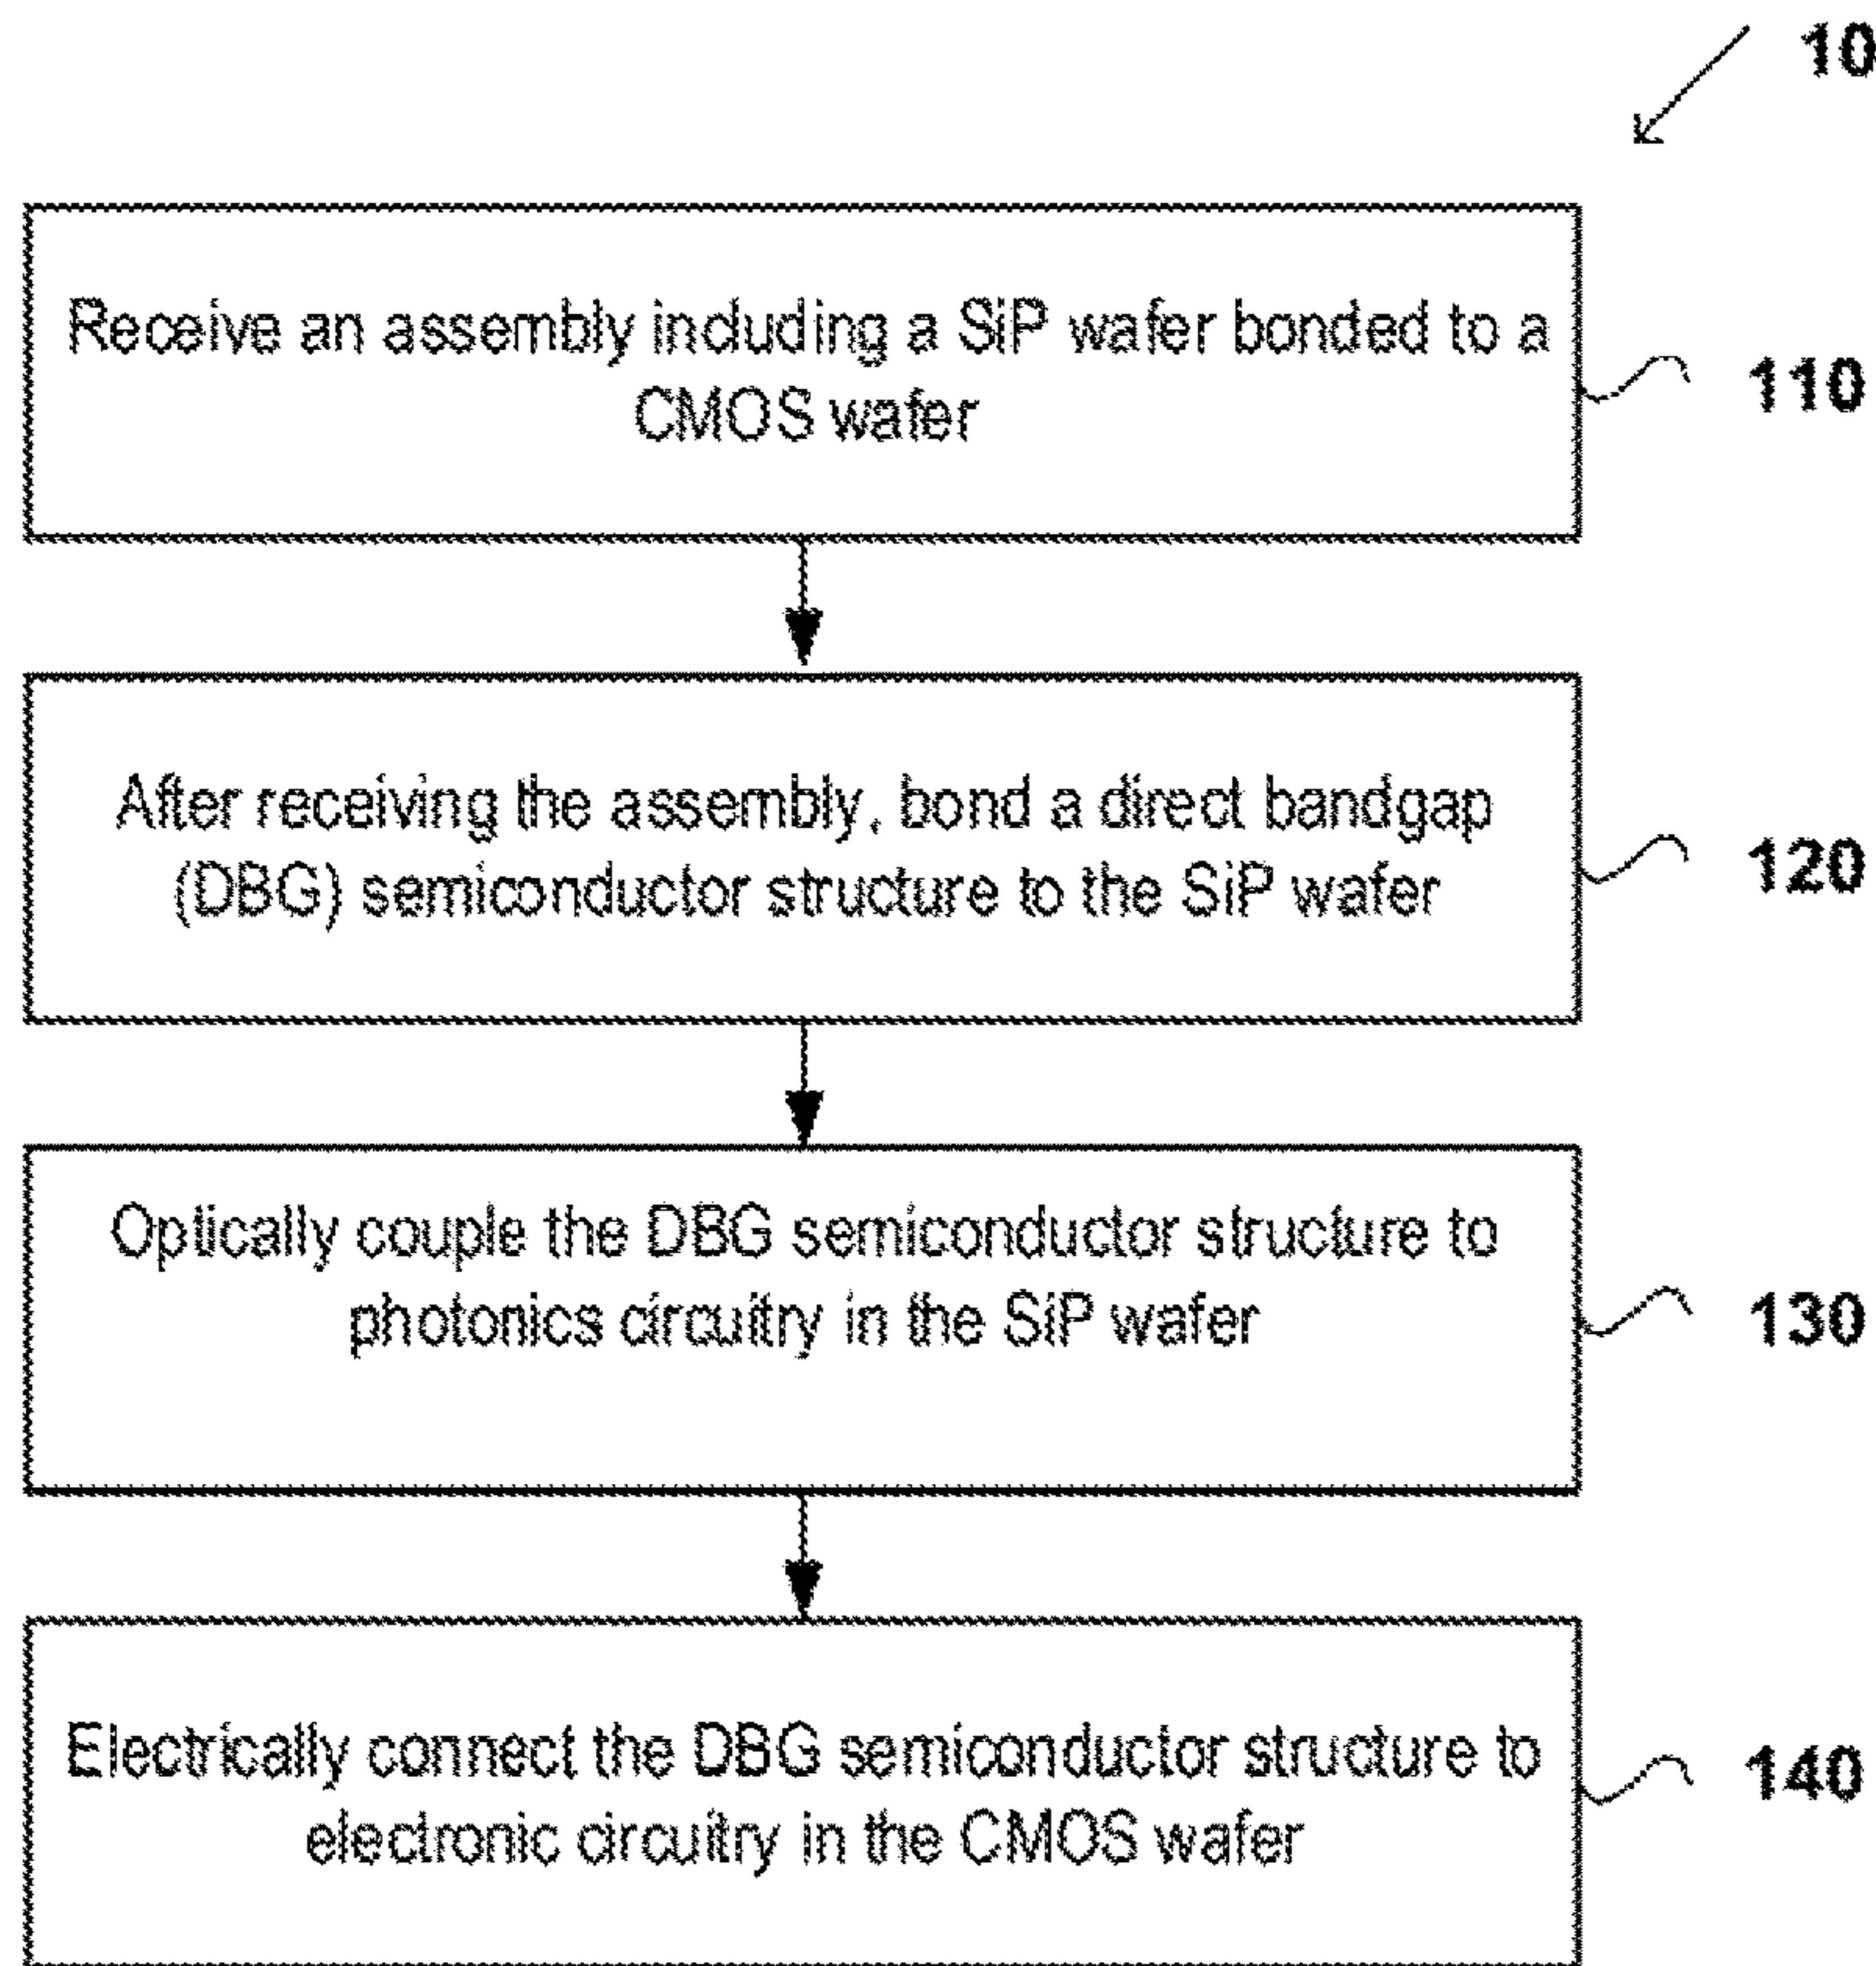 10
Receive an assembly including a SiP wafer bonded to a
CMOS wafer
110
After receiving the assembly, bond a direct bandgap
(DBG) semiconductor structure to the SiP wafer
120
Optically couple the DBG semiconductor structure to
photonics circuitry in the SiP wafer
130
Electrically connect the DBG semiconductor structure to
electronic circuitry in the CMOS wafer
140